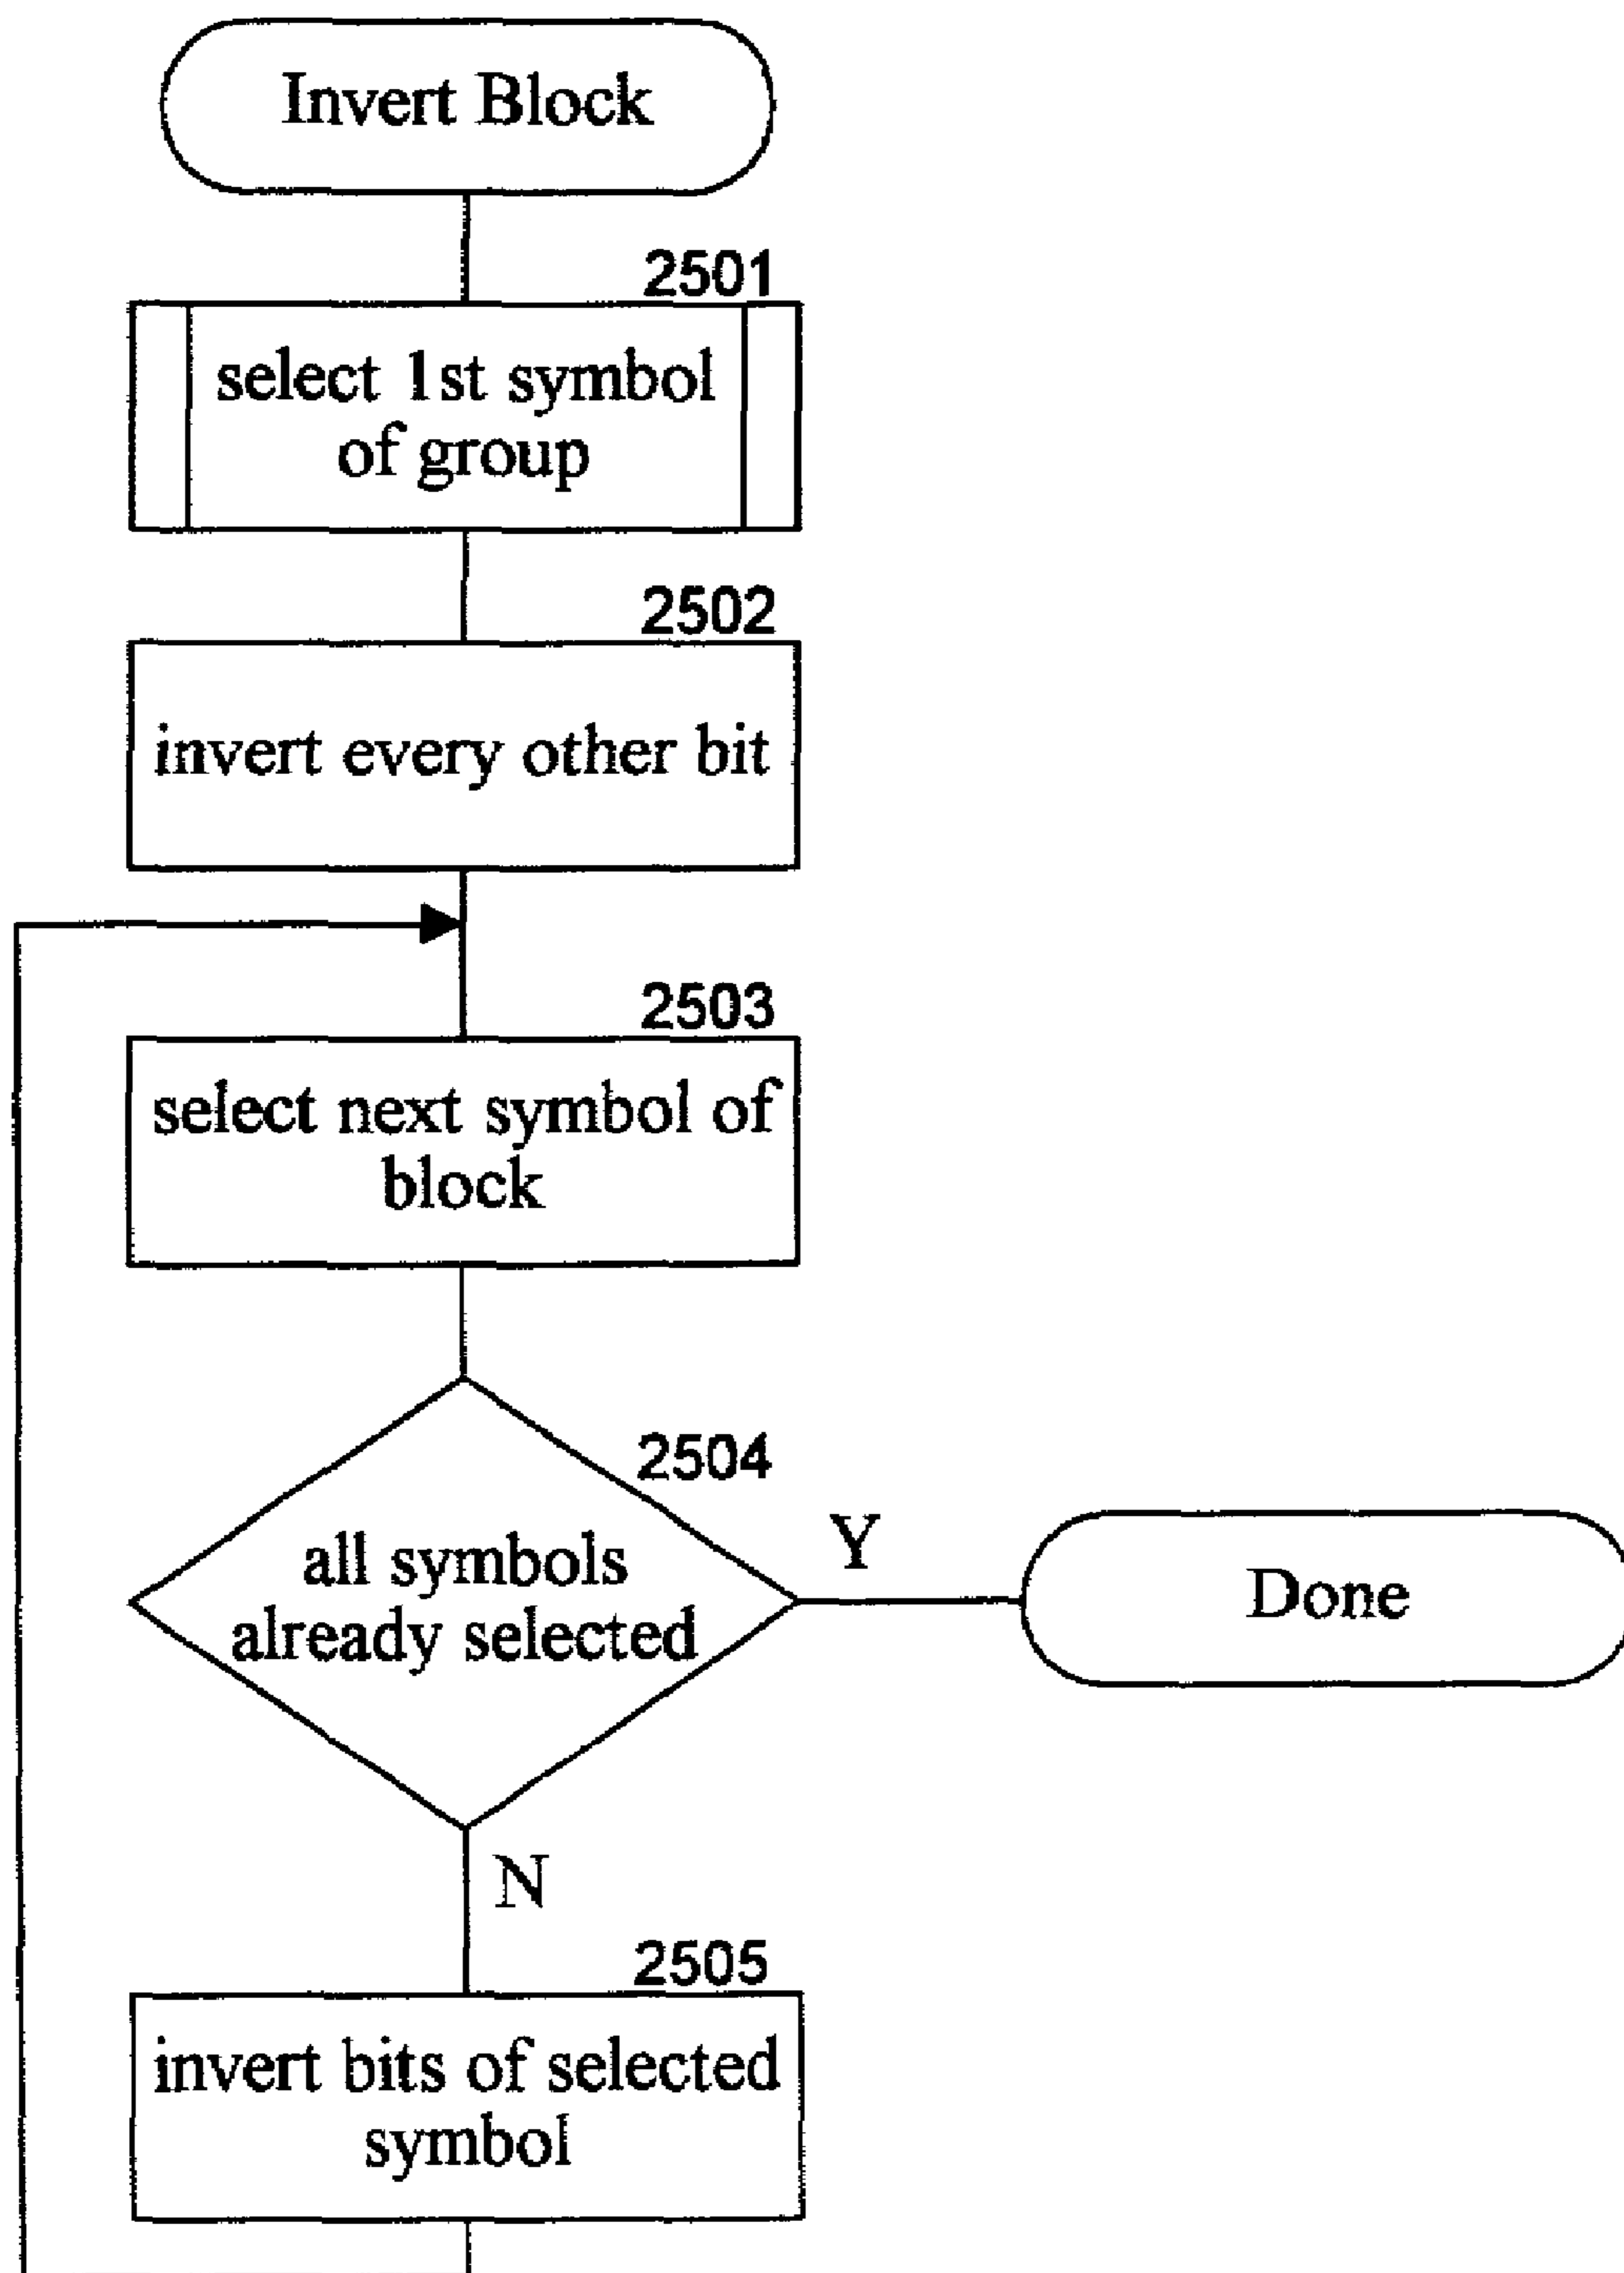 Invert Block
2501
select 1st symbol
of group
2502
invert every other bit
2503
select next symbol of
block
2504
all symbols
already selected
Y
Done
N
2505
invert bits of selected
symbol